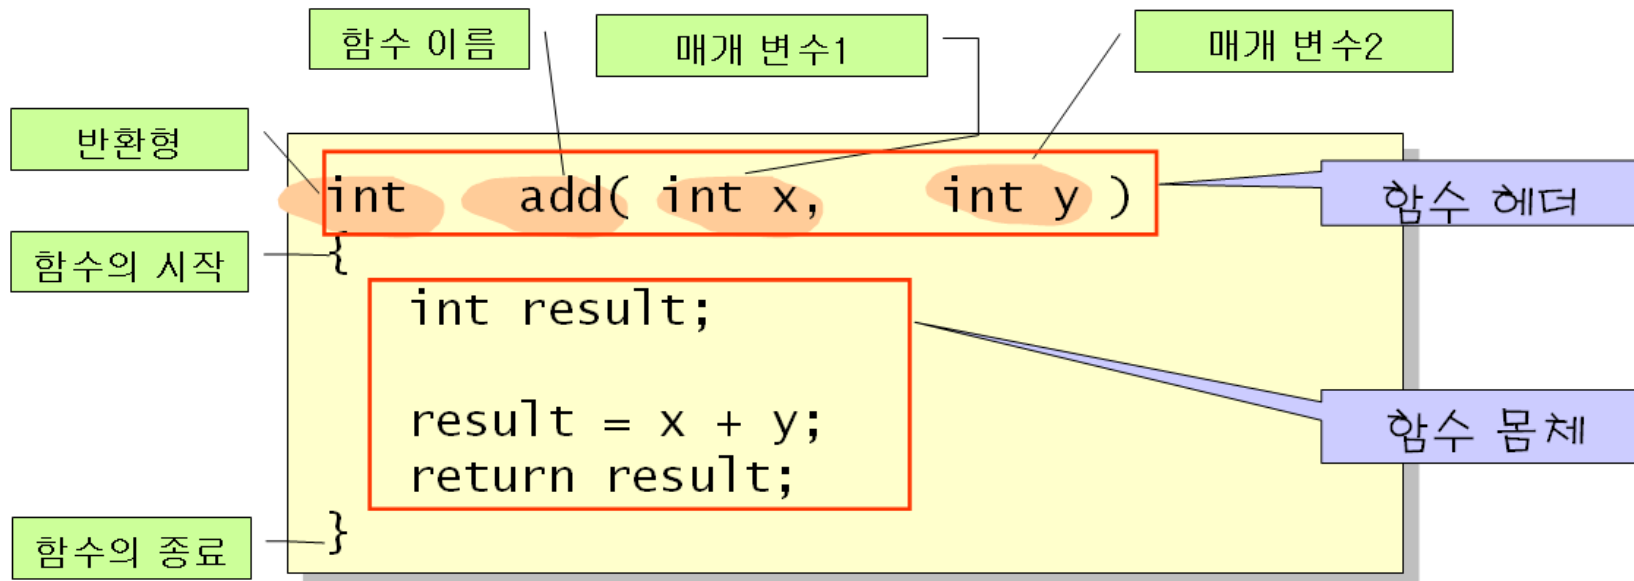 함수 이름
매개 변수1
매개 변수2
반환형
int add( int x, int y )
함수 헤더
함수의 시작
{
int result;
result = x + y;
return result;
함수 몸체
}
함수의 종료